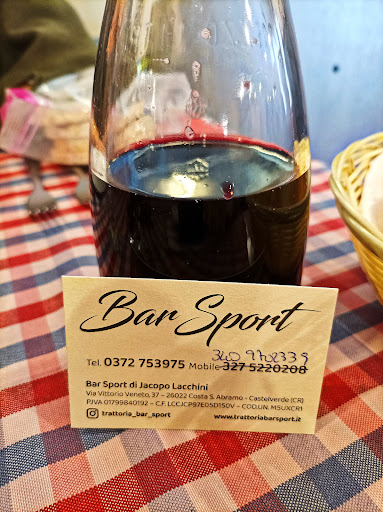 Bar Sport
340 9702339
Tel. 0372 753975 Mobile 327 5220208
Bar Sport di Jacopo Lacchini
Via Vittorio Veneto, 37 – 26022 Costa S. Abramo - Castelverde (CR)
P.IVA 01799840192 – C.F. LCCJCP97E05D150V – COD.UN. M5UXCR1
trattoria_bar_sport www.trattoriabarsport.it